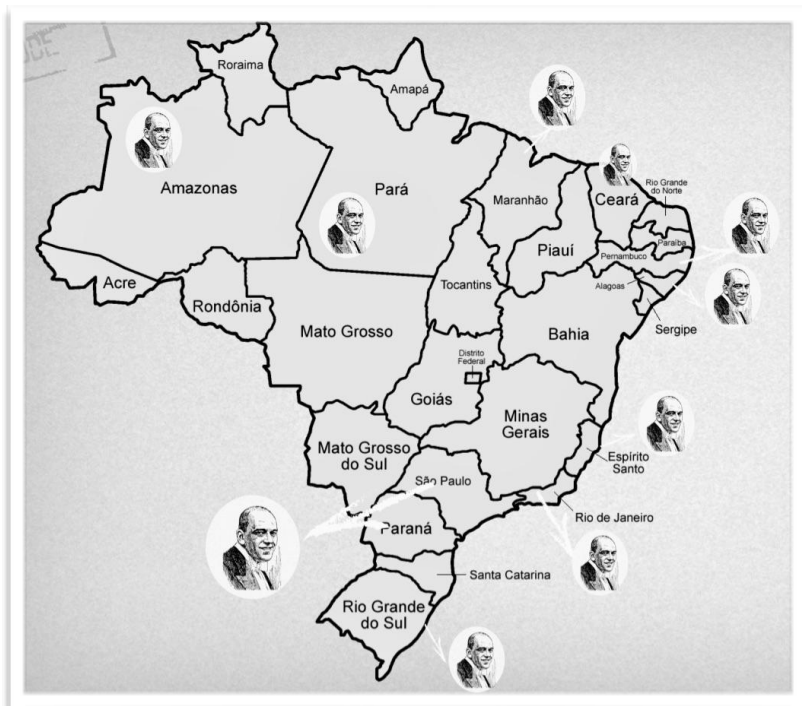 Roraima
Amapá
Amazonas
Pará
Maranhão
Ceará
Rio Grande
do Norte
Piauí
Paraíba
Pernambuco
Acre
Rondônia
Tocantins
Alagoas
Mato Grosso
Bahia
Sergipe
Distrito
Federal
Goiás
Minas
Gerais
Mato Grosso
do Sul
Espírito
Santo
São Paulo
Rio de Janeiro
Paraná
Santa Catarina
Rio Grande
do Sul